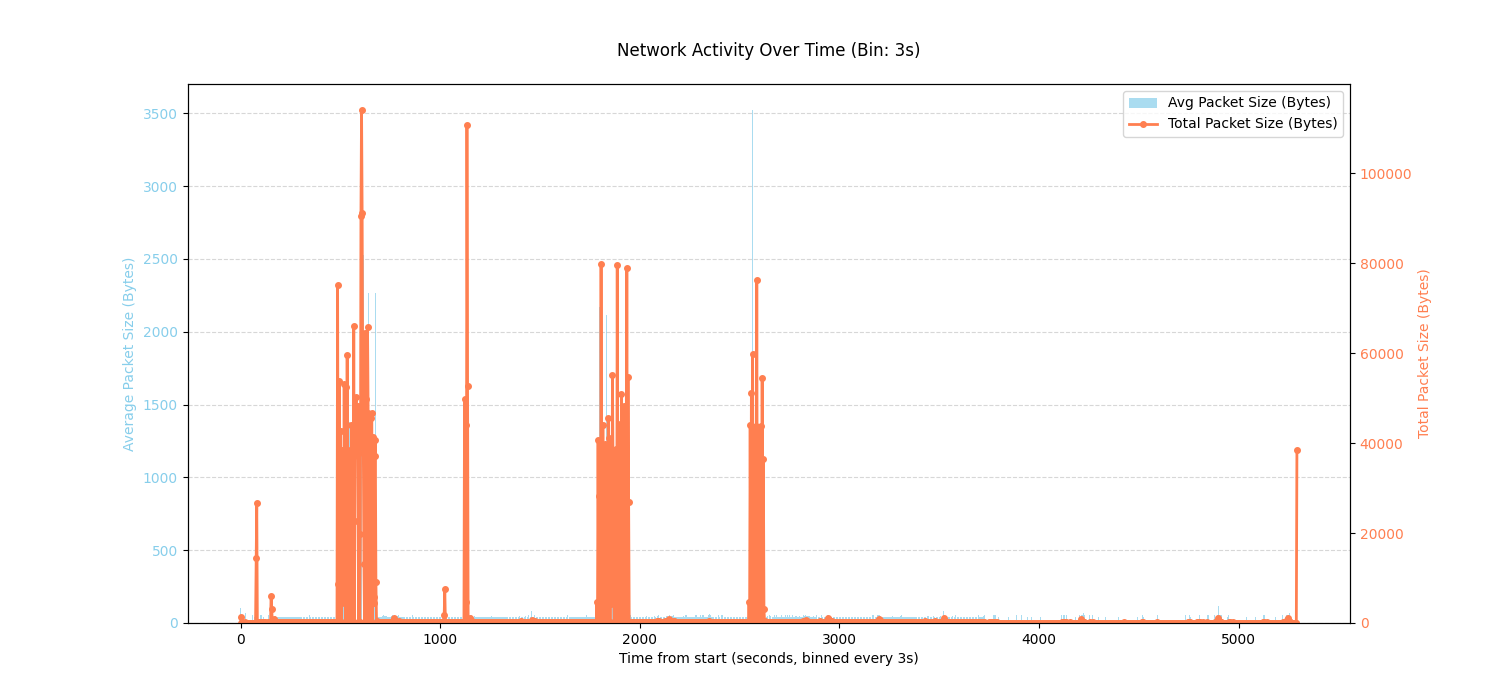 Network Activity Over Time (Bin: 3s)
Avg Packet Size (Bytes)
Total Packet Size (Bytes)
Average Packet Size (Bytes)
3500
3000
2500
2000
1500
1000
500
0
100000
80000
60000
40000
20000
0
Total Packet Size (Bytes)
0 1000 2000 3000 4000 5000
Time from start (seconds, binned every 3s)